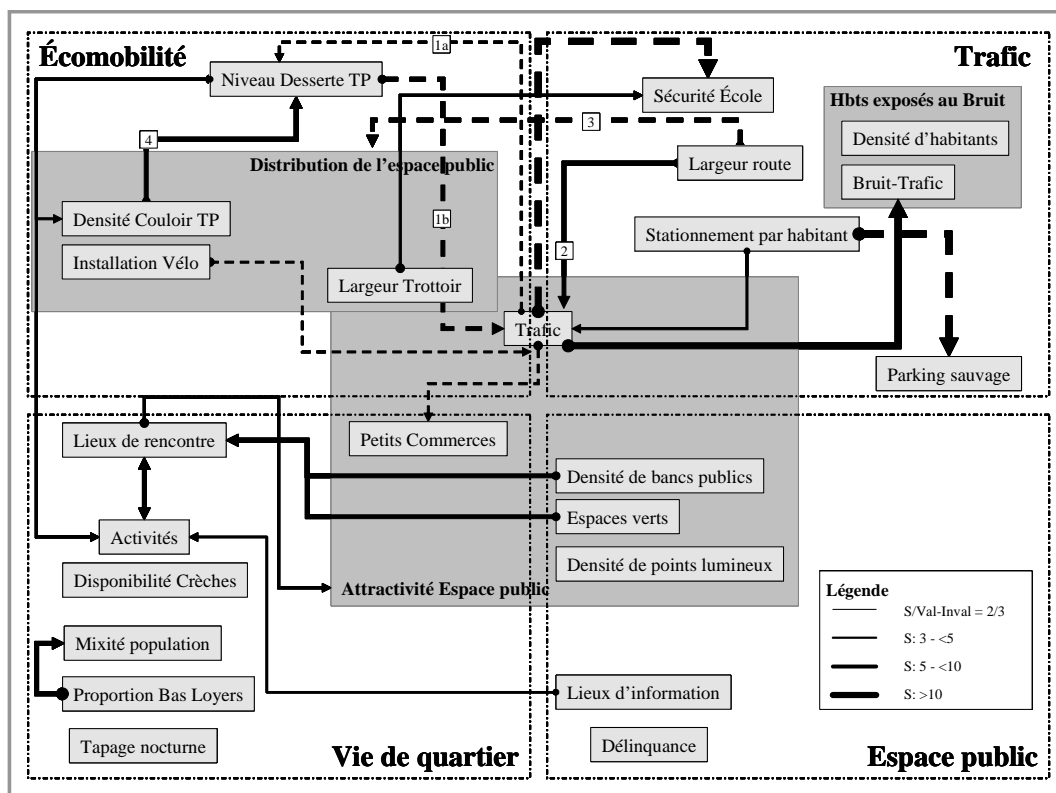 Écomobilité
1a
Trafic
Niveau Desserte TP
Sécurité École
Hbts exposés au Bruit
3
Densité d'habitants
4
Distribution de l'espace public
Largeur route
Bruit-Trafic
Densité Couloir TP
1b
Stationnement par habitant
2
Installation Vélo
Largeur Trottoir
Trafic
Parking sauvage
Lieux de rencontre
Petits Commerces
Densité de bancs publics
Espaces verts
Activités
Densité de points lumineux
Disponibilité Crèches
Attractivité Espace public
Légende
S/Val-Inval = 2/3
S: 3 - <5
S: 5 - <10
S: >10
Mixité population
Proportion Bas Loyers
Lieux d'information
Tapage nocturne
Délinquance
Vie de quartier
Espace public